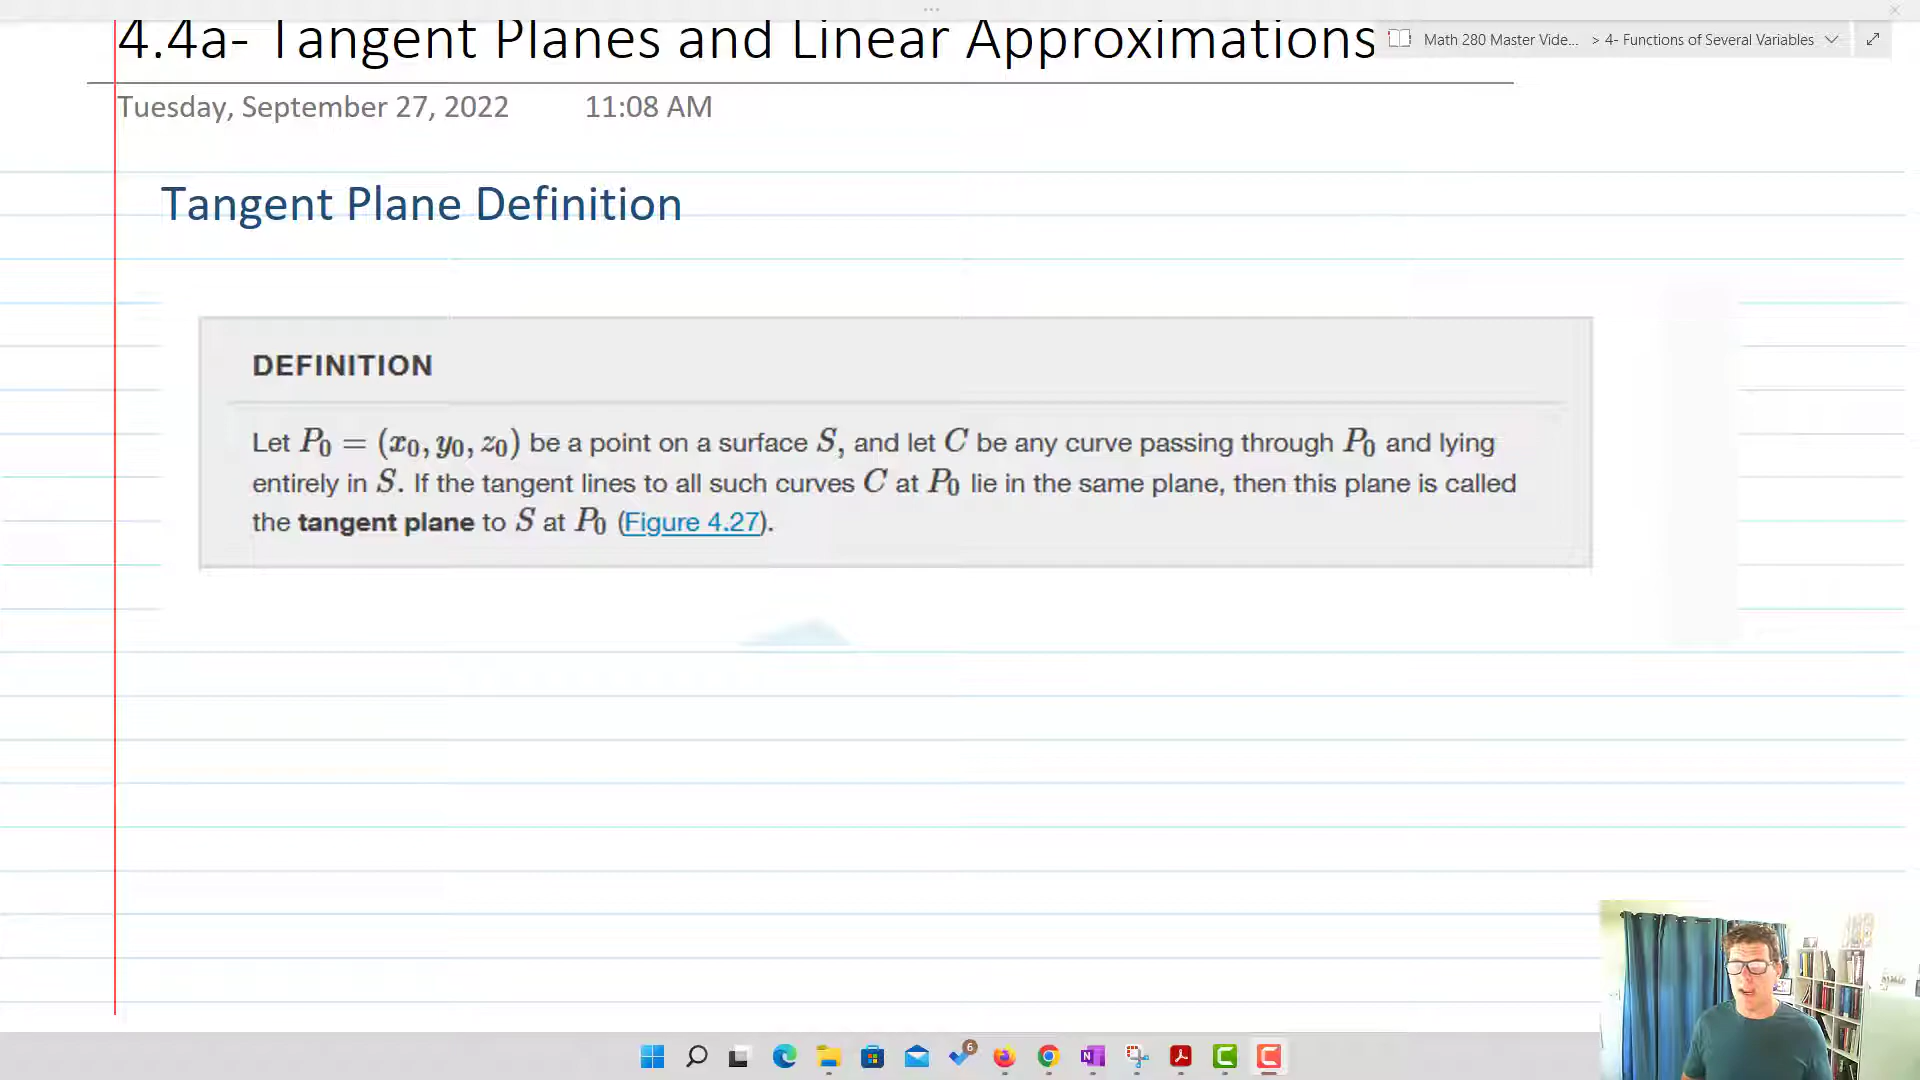 4.4a- Tangent Planes and Linear Approximations
Math 280 Master Vide... > 4- Functions of Several Variables
Tuesday, September 27, 2022 11:08 AM
Tangent Plane Definition
DEFINITION
Let P₀ = (x₀, y₀, z₀) be a point on a surface S, and let C be any curve passing through P₀ and lying
entirely in S. If the tangent lines to all such curves C at P₀ lie in the same plane, then this plane is called
the tangent plane to S at P₀ (Figure 4.27).
6